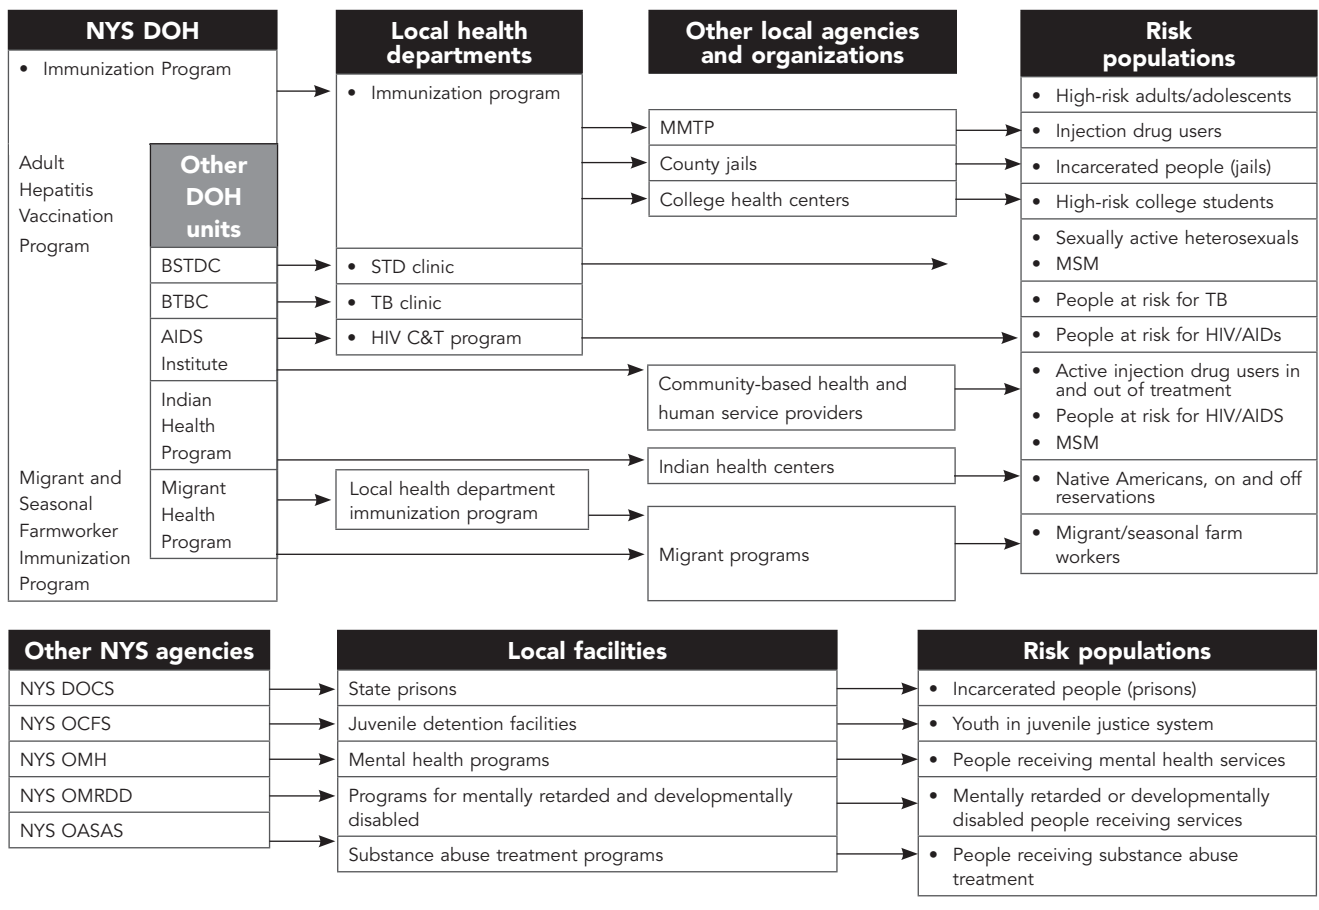 NYS DOH
• Immunization Program
Adult
Hepatitis
Vaccination
Program
Migrant and
Seasonal
Farmworker
Immunization
Program
Other
DOH
units
BSTDC
BTBC
AIDS
Institute
Indian
Health
Program
Migrant
Health
Program
Local health
departments
• Immunization program
• STD clinic
• TB clinic
• HIV C&T program
Local health department
immunization program
Other local agencies
and organizations
MMTP
County jails
College health centers
Community-based health and
human service providers
Indian health centers
Migrant programs
Risk
populations
• High-risk adults/adolescents
• Injection drug users
• Incarcerated people (jails)
• High-risk college students
• Sexually active heterosexuals
• MSM
• People at risk for TB
• People at risk for HIV/AIDs
• Active injection drug users in
and out of treatment
• People at risk for HIV/AIDS
• MSM
• Native Americans, on and off
reservations
• Migrant/seasonal farm
workers
Other NYS agencies
NYS DOCS
NYS OCFS
NYS OMH
NYS OMRDD
NYS OASAS
Local facilities
State prisons
Juvenile detention facilities
Mental health programs
Programs for mentally retarded and developmentally
disabled
Substance abuse treatment programs
Risk populations
• Incarcerated people (prisons)
• Youth in juvenile justice system
• People receiving mental health services
• Mentally retarded or developmentally
disabled people receiving services
• People receiving substance abuse
treatment